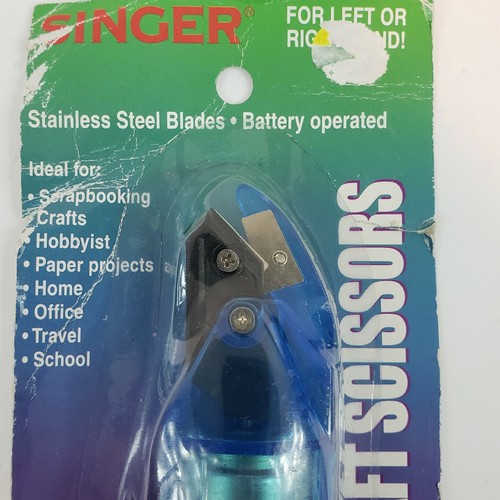 SINGER®
FOR LEFT OR
HAND!
Stainless Steel Blades • Battery operated
Ideal for:
• Scrapbooking
Crafts
• Hobbyist
• Paper projects
• Home
• Office
• Travel
• School
FT SCISSORS